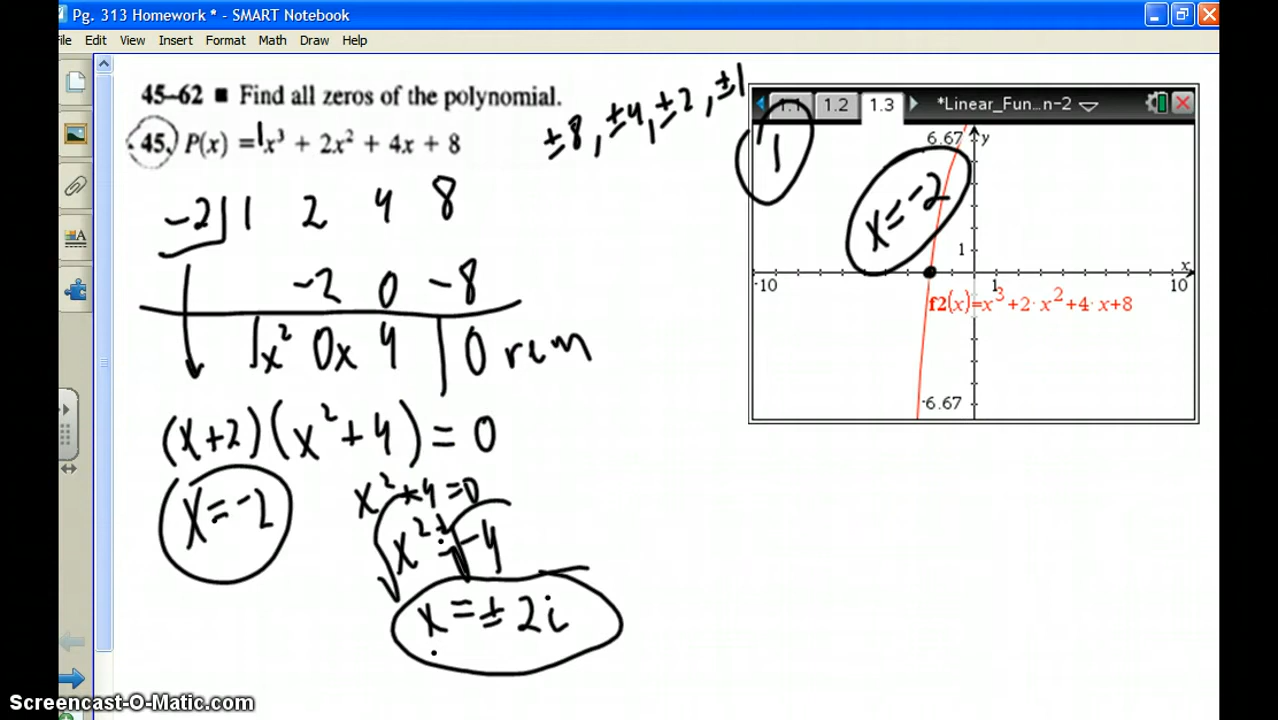 Pg. 313 Homework * - SMART Notebook
File Edit View Insert Format Math Draw Help
45–62 ■ Find all zeros of the polynomial.
±8, ±4, ±2, ±1
1
45. P(x) = 1x³ + 2x² + 4x + 8
-2 1 2 4 8
-2 0 -8
1x² 0x 4 0 rem
(x+2)(x²+4) = 0
x = -2
x²+4=0
√x² = ±√-4
x = ±2i
1.1 1.2 1.3 *Linear_Fun…n-2
6.67 y
x = -2
1
x
-10 1 10
f2(x)=x³+2·x²+4·x+8
-6.67
Screencast-O-Matic.com